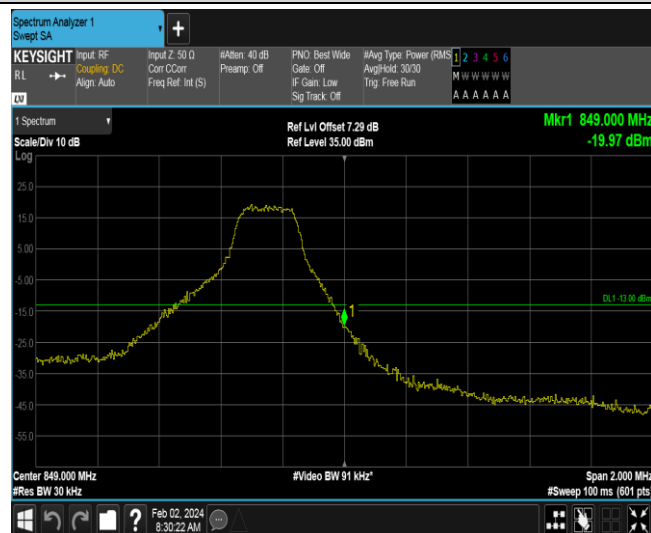 Spectrum Analyzer 1
Swept SA
+
KEYSIGHT
RL
Input: RF
Coupling: DC
Align: Auto
Input Z: 50 Ω
Corr CCorr
Freq Ref: Int (S)
#Atten: 40 dB
Preamp: Off
PNO: Best Wide
Gate: Off
IF Gain: Low
Sig Track: Off
#Avg Type: Power (RMS
Avg|Hold: 30/30
Trig: Free Run
1 2 3 4 5 6
M W W W W W
A A A A A A
1 Spectrum
Scale/Div 10 dB
Log
Ref Lvl Offset 7.29 dB
Ref Level 35.00 dBm
Mkr1 849.000 MHz
-19.97 dBm
25.0
15.0
5.00
-5.00
DL1 -13.00 dBm
-15.0
1
-25.0
-35.0
-45.0
-55.0
Center 849.000 MHz
#Res BW 30 kHz
#Video BW 91 kHz*
Span 2.000 MHz
#Sweep 100 ms (601 pts)
?
Feb 02, 2024
8:30:22 AM